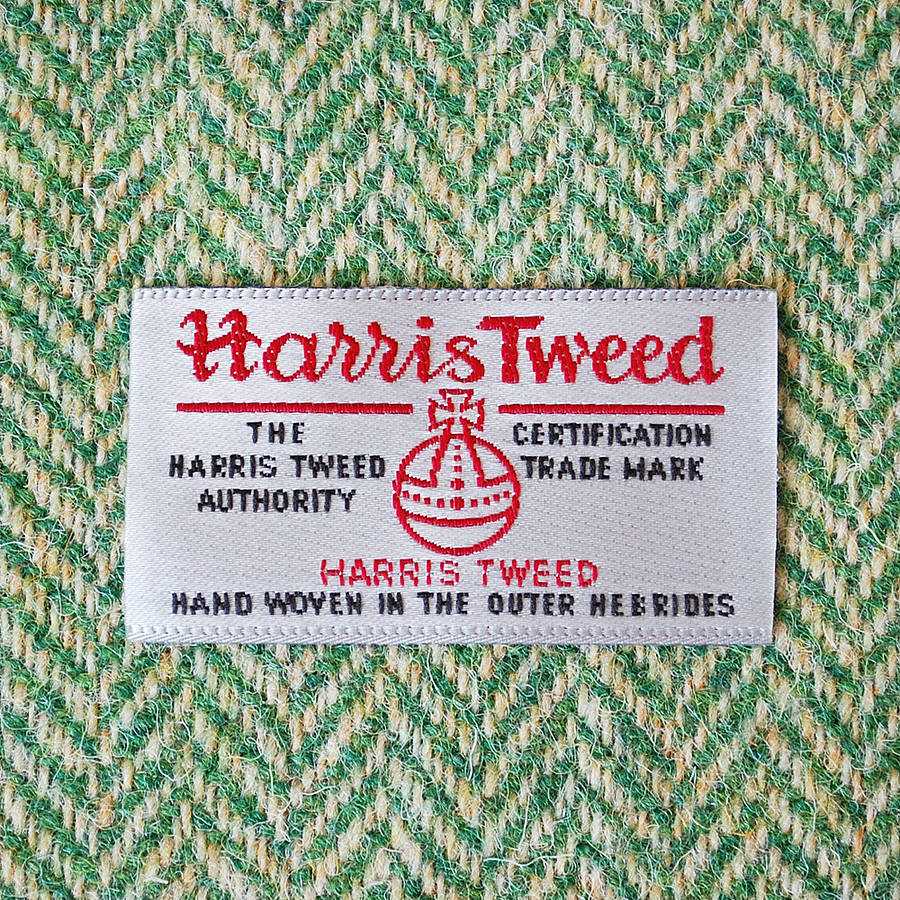 Harris Tweed
THE
HARRIS TWEED
AUTHORITY
CERTIFICATION
TRADE MARK
HARRIS TWEED
HAND WOVEN IN THE OUTER HEBRIDES